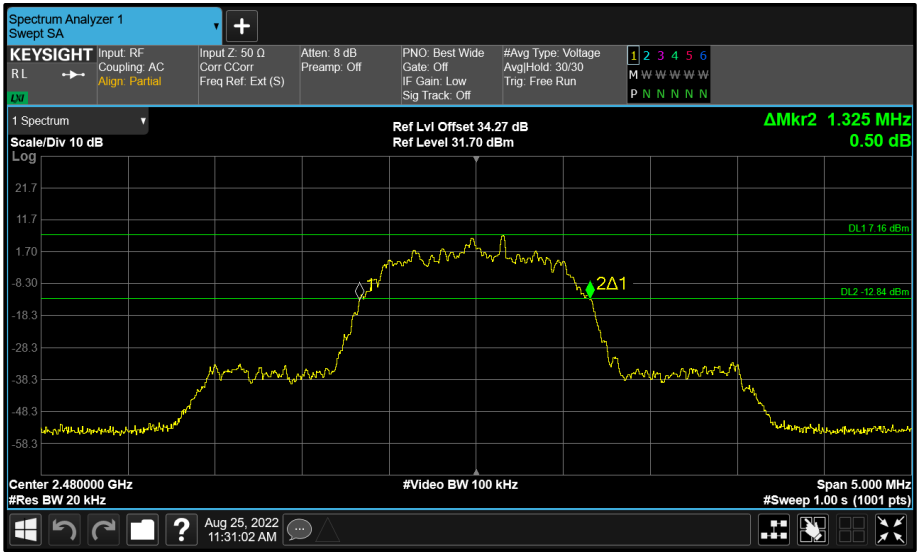 Spectrum Analyzer 1
Swept SA
+
KEYSIGHT Input: RF Input Z: 50 Ω Atten: 8 dB PNO: Best Wide #Avg Type: Voltage 1 2 3 4 5 6
R L Coupling: AC Corr CCorr Preamp: Off Gate: Off Avg|Hold: 30/30 M W W W W W
Align: Partial Freq Ref: Ext (S) IF Gain: Low Trig: Free Run
LXI Sig Track: Off P N N N N N
1 Spectrum Ref Lvl Offset 34.27 dB ΔMkr2 1.325 MHz
Scale/Div 10 dB Ref Level 31.70 dBm 0.50 dB
Log
21.7
11.7
DL1 7.16 dBm
1.70
-8.30 1 2Δ1
DL2 -12.84 dBm
-18.3
-28.3
-38.3
-48.3
-58.3
Center 2.480000 GHz #Video BW 100 kHz Span 5.000 MHz
#Res BW 20 kHz #Sweep 1.00 s (1001 pts)
? Aug 25, 2022
11:31:02 AM